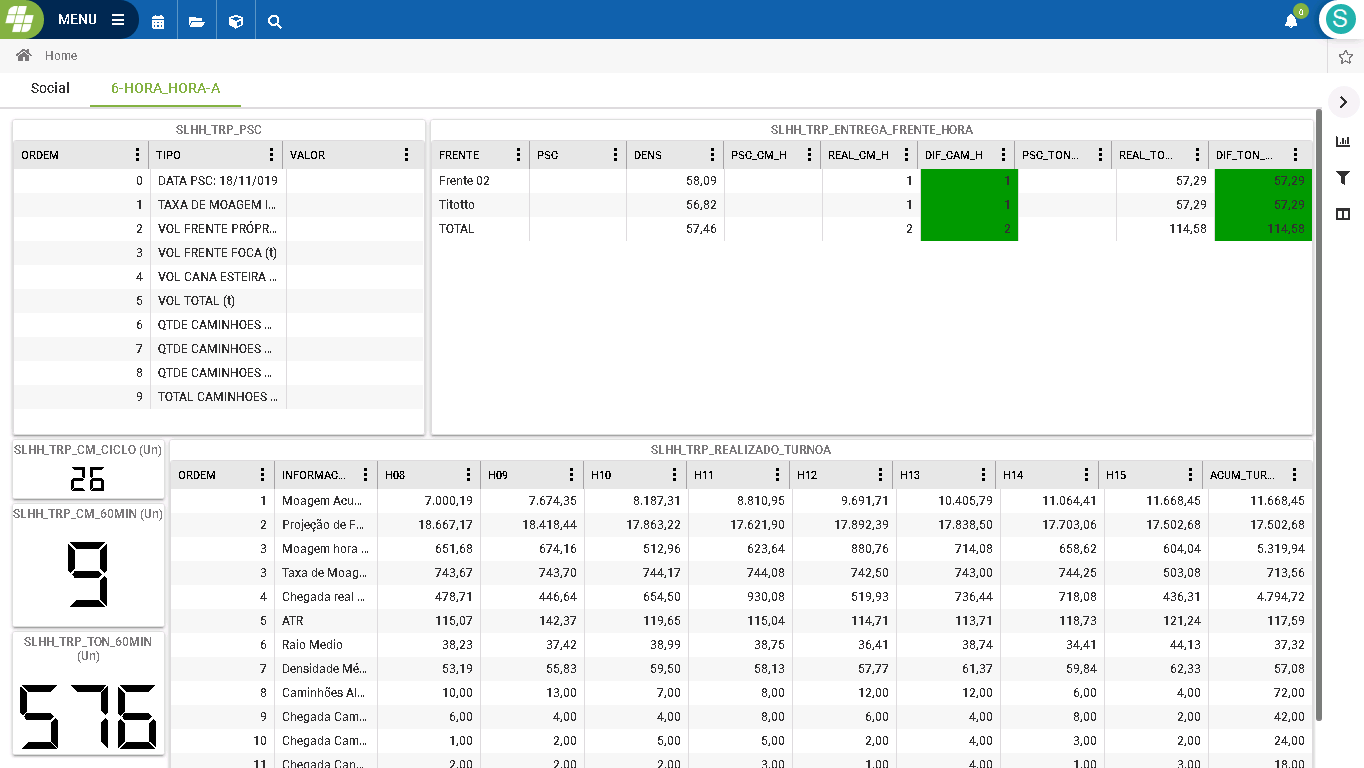 MENU
0
S
Home
Social 6-HORA_HORA-A
SLHH_TRP_PSC
ORDEM TIPO VALOR
0 DATA PSC: 18/11/019
1 TAXA DE MOAGEM I...
2 VOL FRENTE PRÓPR...
3 VOL FRENTE FOCA (t)
4 VOL CANA ESTEIRA ...
5 VOL TOTAL (t)
6 QTDE CAMINHOES ...
7 QTDE CAMINHOES ...
8 QTDE CAMINHOES ...
9 TOTAL CAMINHOES ...
SLHH_TRP_ENTREGA_FRENTE_HORA
FRENTE PSC DENS PSC_CM_H REAL_CM_H DIF_CAM_H PSC_TON... REAL_TO... DIF_TON_...
Frente 02 58,09 1 1 57,29 57,29
Titotto 56,82 1 1 57,29 57,29
TOTAL 57,46 2 2 114,58 114,58
SLHH_TRP_CM_CICLO (Un)
26
SLHH_TRP_CM_60MIN (Un)
9
SLHH_TRP_TON_60MIN
(Un)
576
SLHH_TRP_REALIZADO_TURNOA
ORDEM INFORMAC... H08 H09 H10 H11 H12 H13 H14 H15 ACUM_TUR...
1 Moagem Acu... 7.000,19 7.674,35 8.187,31 8.810,95 9.691,71 10.405,79 11.064,41 11.668,45 11.668,45
2 Projeção de F... 18.667,17 18.418,44 17.863,22 17.621,90 17.892,39 17.838,50 17.703,06 17.502,68 17.502,68
3 Moagem hora ... 651,68 674,16 512,96 623,64 880,76 714,08 658,62 604,04 5.319,94
3 Taxa de Moag... 743,67 743,70 744,17 744,08 742,50 743,00 744,25 503,08 713,56
4 Chegada real ... 478,71 446,64 654,50 930,08 519,93 736,44 718,08 436,31 4.794,72
5 ATR 115,07 142,37 119,65 115,04 114,71 113,71 118,73 121,24 117,59
6 Raio Medio 38,23 37,42 38,99 38,75 36,41 38,74 34,41 44,13 37,32
7 Densidade Mé... 53,19 55,83 59,50 58,13 57,77 61,37 59,84 62,33 57,08
8 Caminhões Al... 10,00 13,00 7,00 8,00 12,00 12,00 6,00 4,00 72,00
9 Chegada Cam... 6,00 4,00 4,00 8,00 6,00 4,00 8,00 2,00 42,00
10 Chegada Cam... 1,00 2,00 5,00 5,00 2,00 4,00 3,00 2,00 24,00
11 Chegada Can... 2,00 2,00 2,00 3,00 1,00 4,00 1,00 3,00 18,00